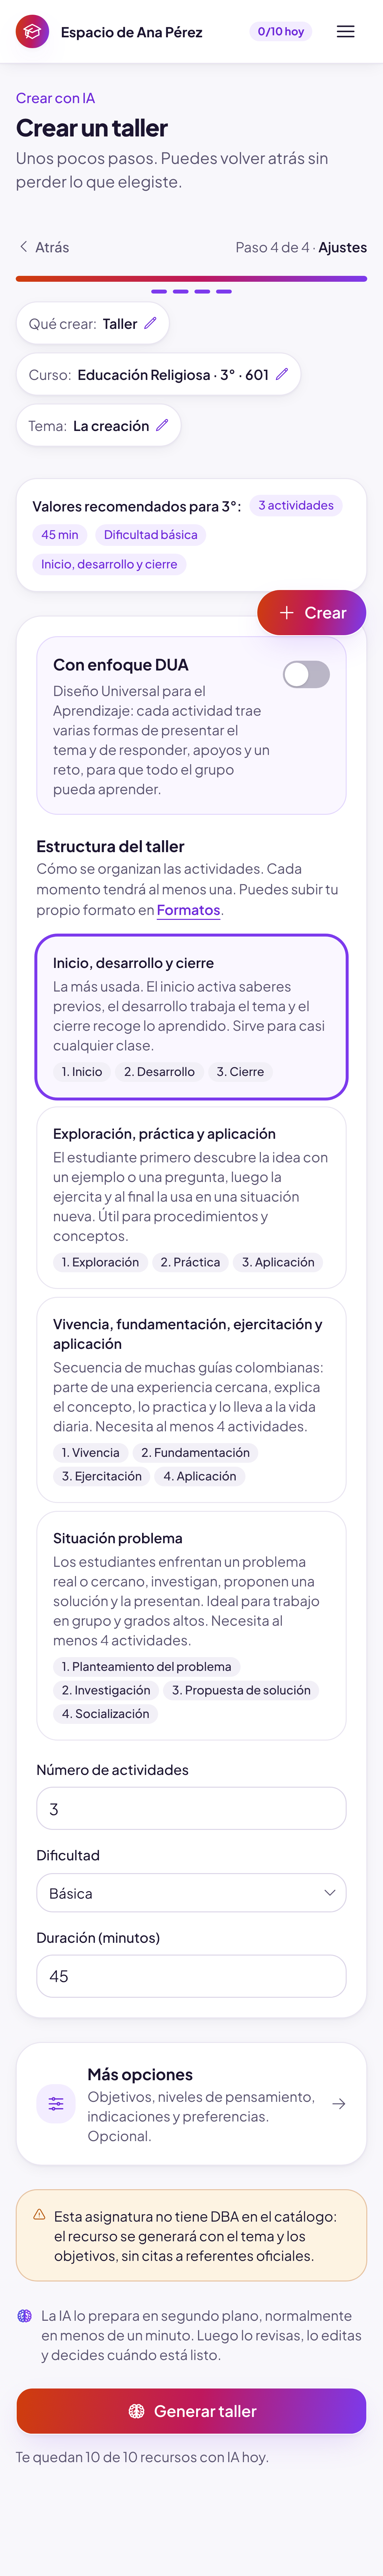 Espacio de Ana Pérez
0/10 hoy
Crear con IA
Crear un taller
Unos pocos pasos. Puedes volver atrás sin
perder lo que elegiste.
Atrás
Paso 4 de 4 · Ajustes
Qué crear: Taller
Curso: Educación Religiosa · 3° · 601
Tema: La creación
Valores recomendados para 3°: 3 actividades
45 min Dificultad básica
Inicio, desarrollo y cierre
Crear
Con enfoque DUA
Diseño Universal para el
Aprendizaje: cada actividad trae
varias formas de presentar el
tema y de responder, apoyos y un
reto, para que todo el grupo
pueda aprender.
Estructura del taller
Cómo se organizan las actividades. Cada
momento tendrá al menos una. Puedes subir tu
propio formato en Formatos.
Inicio, desarrollo y cierre
La más usada. El inicio activa saberes
previos, el desarrollo trabaja el tema y el
cierre recoge lo aprendido. Sirve para casi
cualquier clase.
1. Inicio 2. Desarrollo 3. Cierre
Exploración, práctica y aplicación
El estudiante primero descubre la idea con
un ejemplo o una pregunta, luego la
ejercita y al final la usa en una situación
nueva. Útil para procedimientos y
conceptos.
1. Exploración 2. Práctica 3. Aplicación
Vivencia, fundamentación, ejercitación y
aplicación
Secuencia de muchas guías colombianas:
parte de una experiencia cercana, explica
el concepto, lo practica y lo lleva a la vida
diaria. Necesita al menos 4 actividades.
1. Vivencia 2. Fundamentación
3. Ejercitación 4. Aplicación
Situación problema
Los estudiantes enfrentan un problema
real o cercano, investigan, proponen una
solución y la presentan. Ideal para trabajo
en grupo y grados altos. Necesita al
menos 4 actividades.
1. Planteamiento del problema
2. Investigación 3. Propuesta de solución
4. Socialización
Número de actividades
3
Dificultad
Básica
Duración (minutos)
45
Más opciones
Objetivos, niveles de pensamiento,
indicaciones y preferencias.
Opcional.
Esta asignatura no tiene DBA en el catálogo:
el recurso se generará con el tema y los
objetivos, sin citas a referentes oficiales.
La IA lo prepara en segundo plano, normalmente
en menos de un minuto. Luego lo revisas, lo editas
y decides cuándo está listo.
Generar taller
Te quedan 10 de 10 recursos con IA hoy.